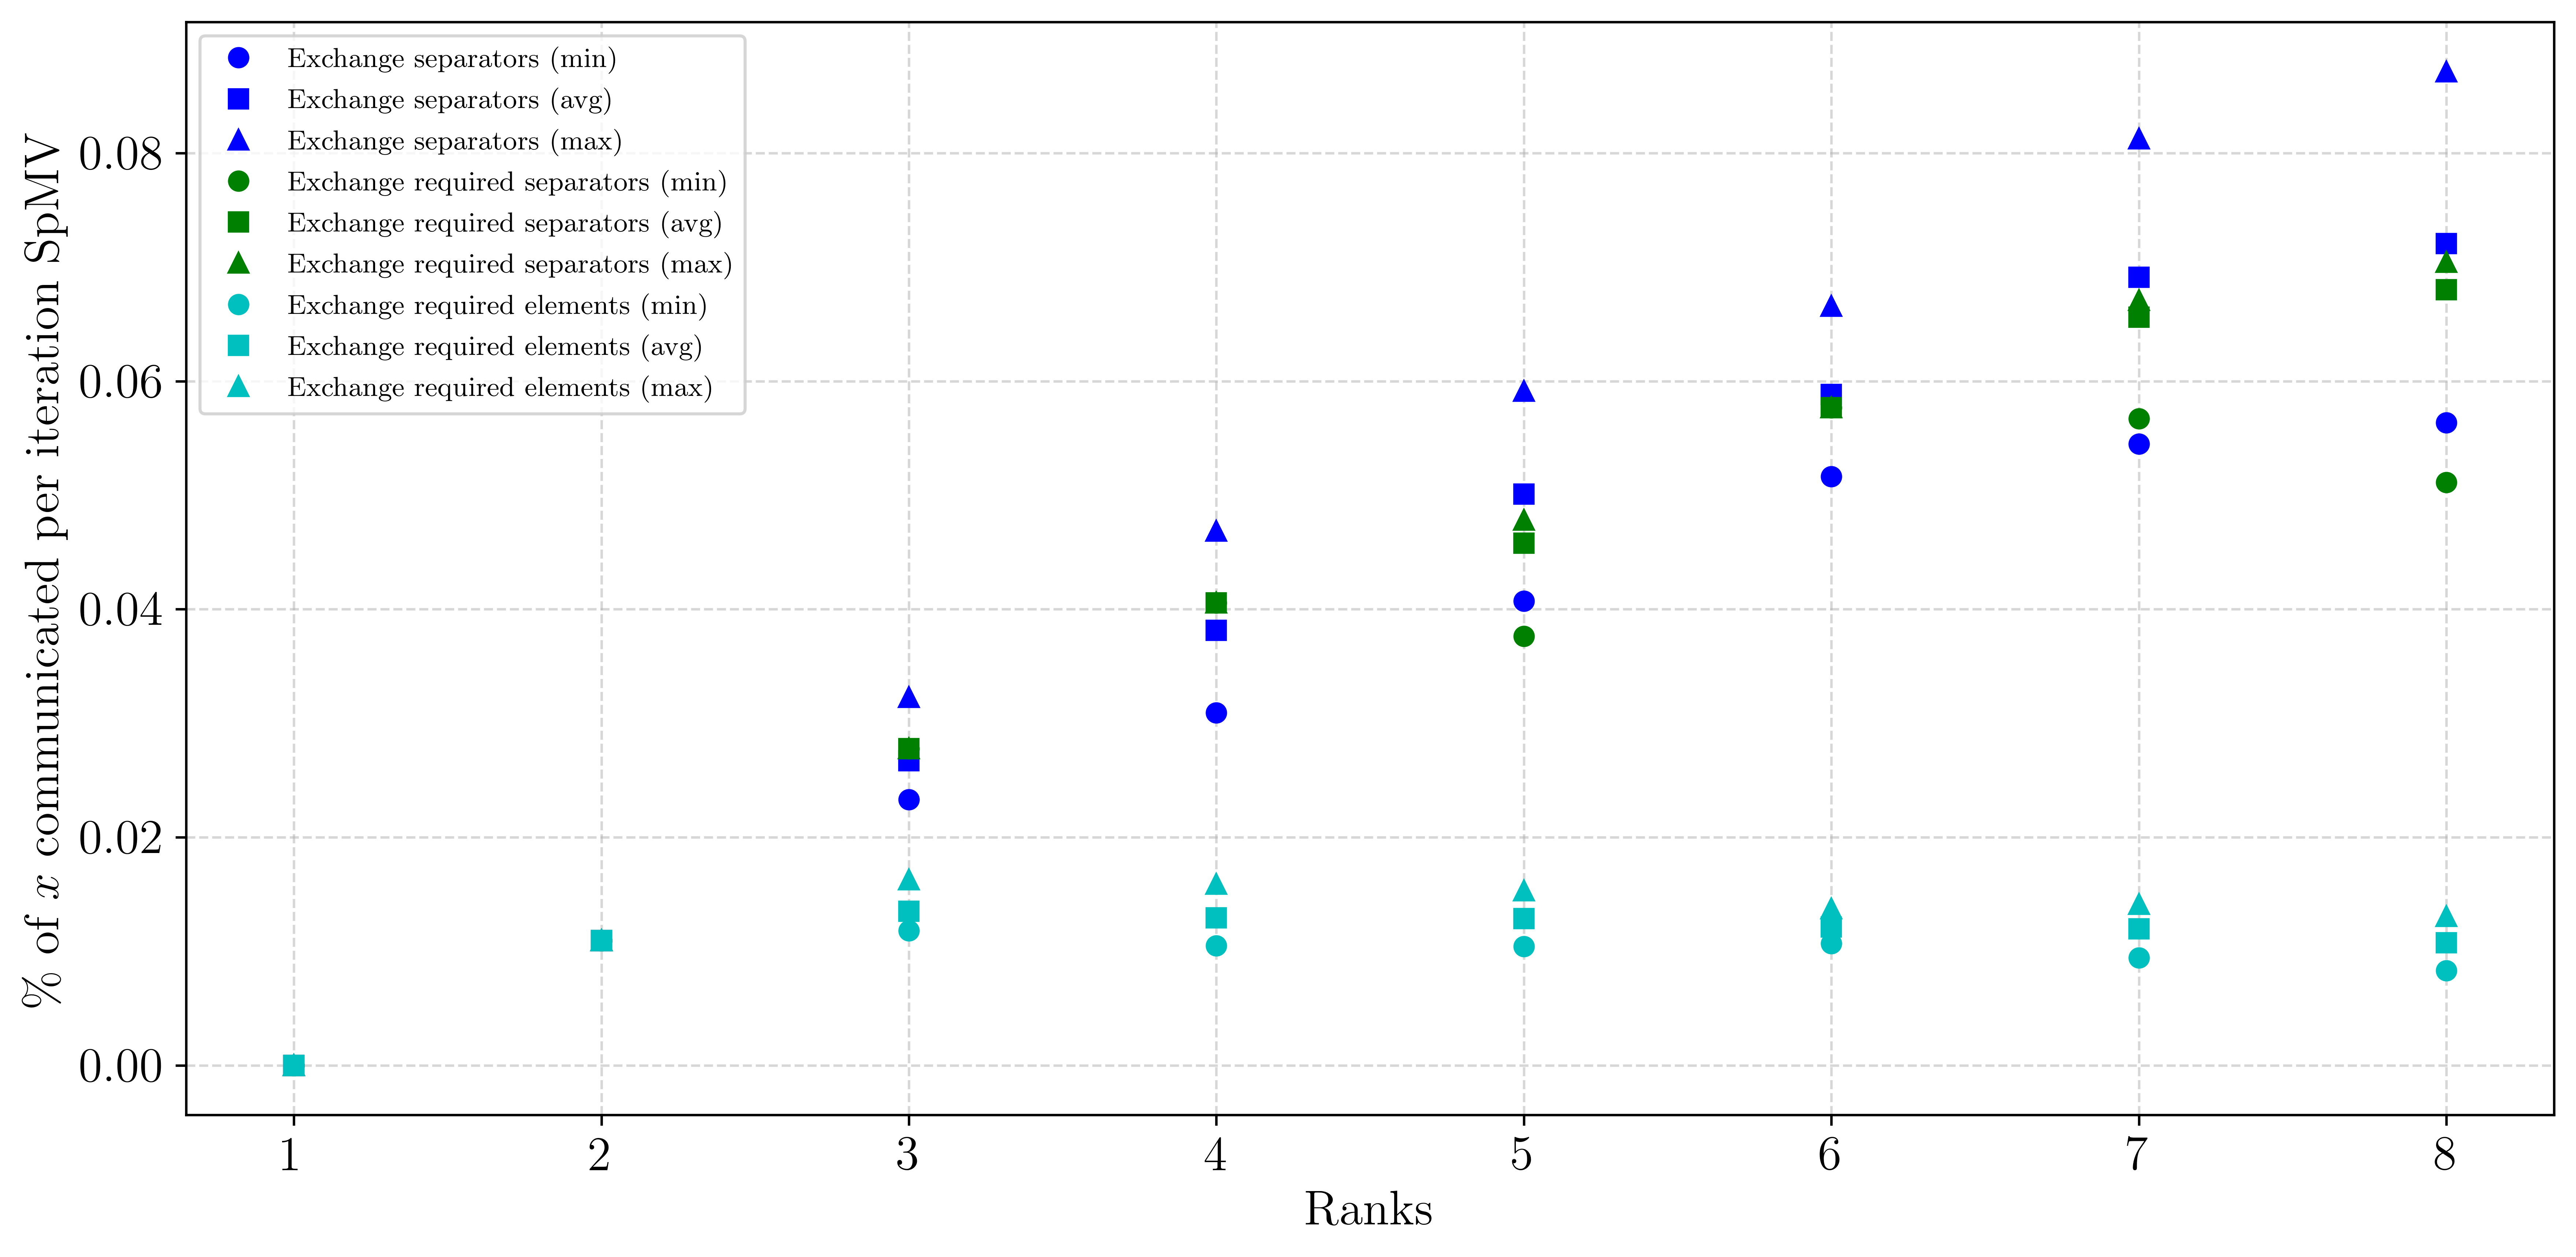 Exchange separators (min)
Exchange separators (avg)
Exchange separators (max)
Exchange required separators (min)
Exchange required separators (avg)
Exchange required separators (max)
Exchange required elements (min)
Exchange required elements (avg)
Exchange required elements (max)
% of x communicated per iteration SpMV
0.08
0.06
0.04
0.02
0.00
1 2 3 4 5 6 7 8
Ranks